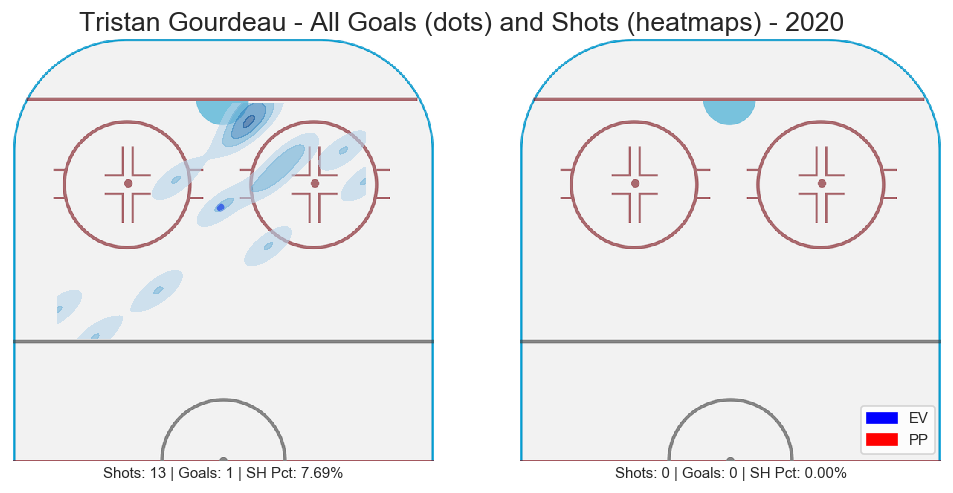 Tristan Gourdeau - All Goals (dots) and Shots (heatmaps) - 2020
EV
PP
Shots: 13 | Goals: 1 | SH Pct: 7.69%
Shots: 0 | Goals: 0 | SH Pct: 0.00%